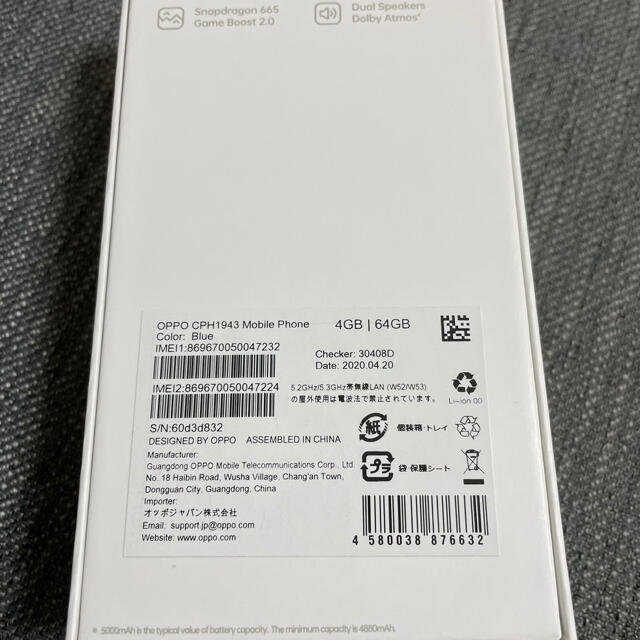 Snapdragon 665
Game Boost 2.0
Dual Speakers
Dolby Atmos*
OPPO CPH1943 Mobile Phone 4GB | 64GB
Color: Blue
IMEI1:869670050047232
Checker: 30408D
Date: 2020.04.20
IMEI2:869670050047224
5.2GHz/5.3GHz帯無線LAN (W52/W53)
の屋外使用は電波法で禁止されています
Li-ion 00
S/N:60d3d832
DESIGNED BY OPPO ASSEMBLED IN CHINA
紙 個装箱・トレイ
プラ 袋・保護シート
Manufacturer:
Guangdong OPPO Mobile Telecommunications Corp., Ltd.
No. 18 Haibin Road, Wusha Village, Chang'an Town,
Dongguan City, Guangdong, China
Importer:
オッポジャパン株式会社
Email: support.jp@oppo.com
Website: www.oppo.com
4 580038 876632
* 5000mAh is the typical value of battery capacity. The minimum capacity is 4880mAh.